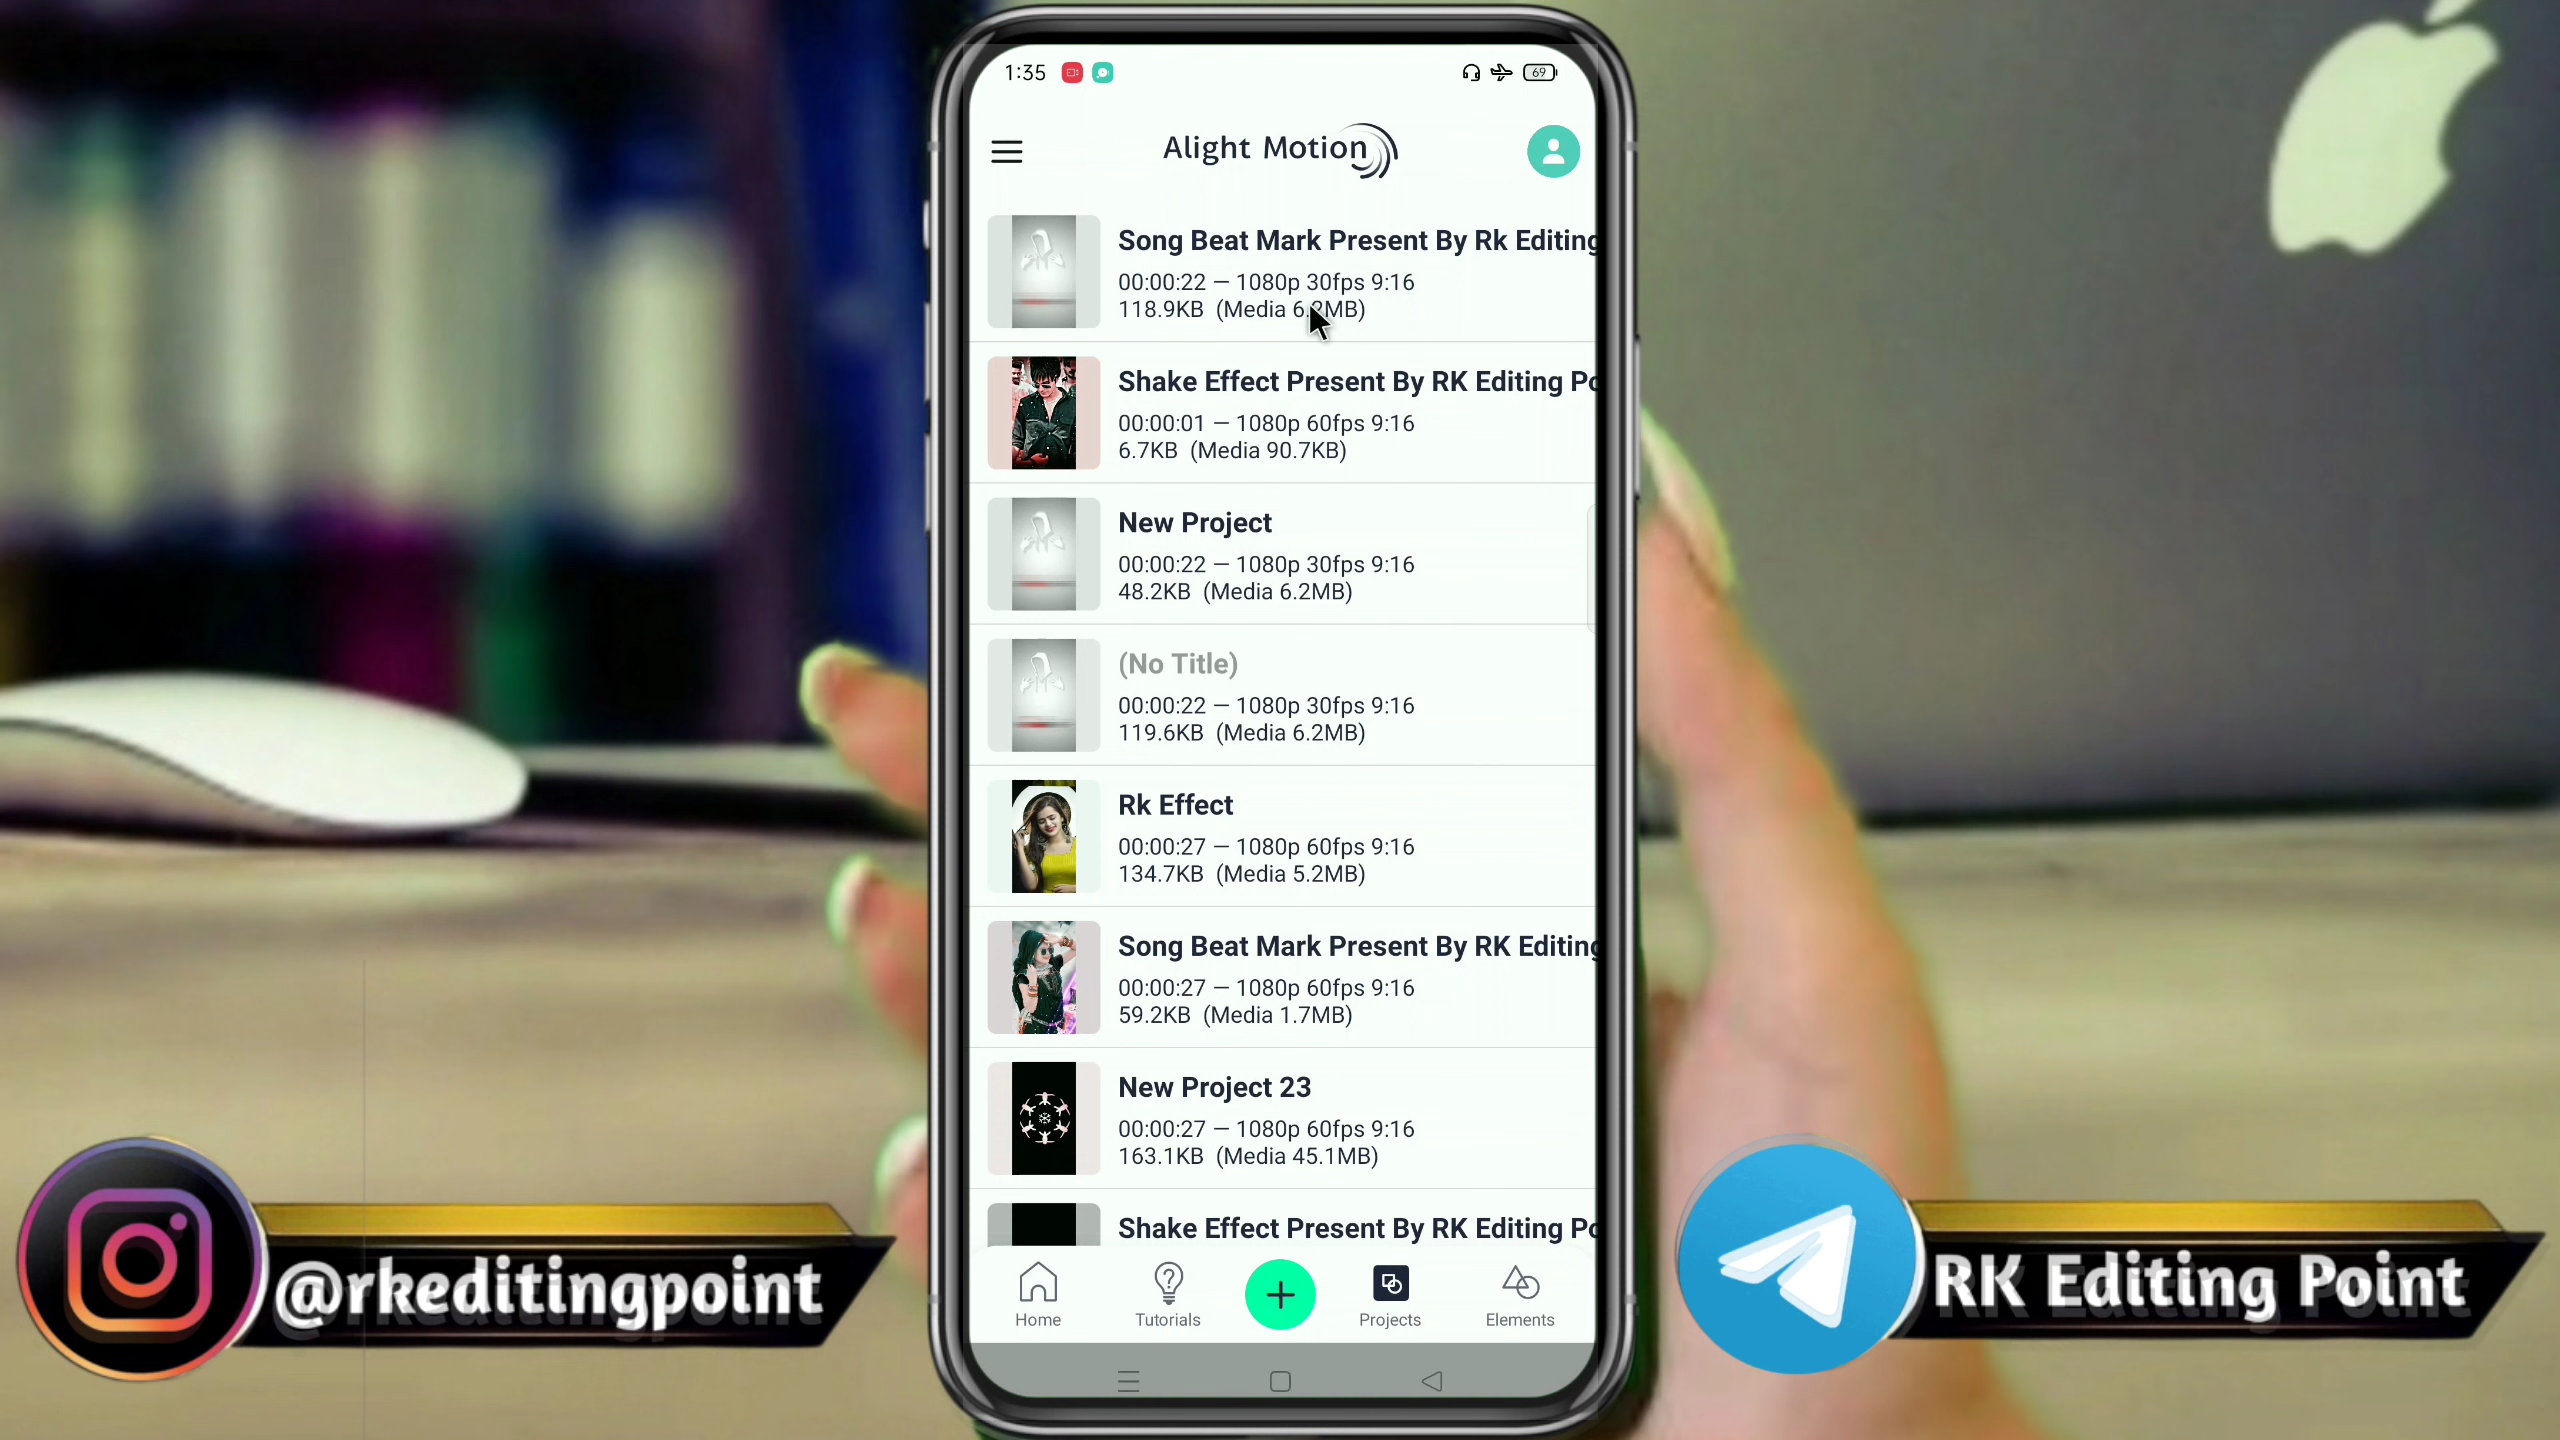 1:35
69
Alight Motion
Song Beat Mark Present By Rk Editing
00:00:22 — 1080p 30fps 9:16
118.9KB (Media 6.2MB)
Shake Effect Present By RK Editing Po
00:00:01 — 1080p 60fps 9:16
6.7KB (Media 90.7KB)
New Project
00:00:22 — 1080p 30fps 9:16
48.2KB (Media 6.2MB)
(No Title)
00:00:22 — 1080p 30fps 9:16
119.6KB (Media 6.2MB)
Rk Effect
00:00:27 — 1080p 60fps 9:16
134.7KB (Media 5.2MB)
Song Beat Mark Present By RK Editing
00:00:27 — 1080p 60fps 9:16
59.2KB (Media 1.7MB)
New Project 23
00:00:27 — 1080p 60fps 9:16
163.1KB (Media 45.1MB)
Shake Effect Present By RK Editing Po
Home
Tutorials
Projects
Elements
@rkeditingpoint
RK Editing Point